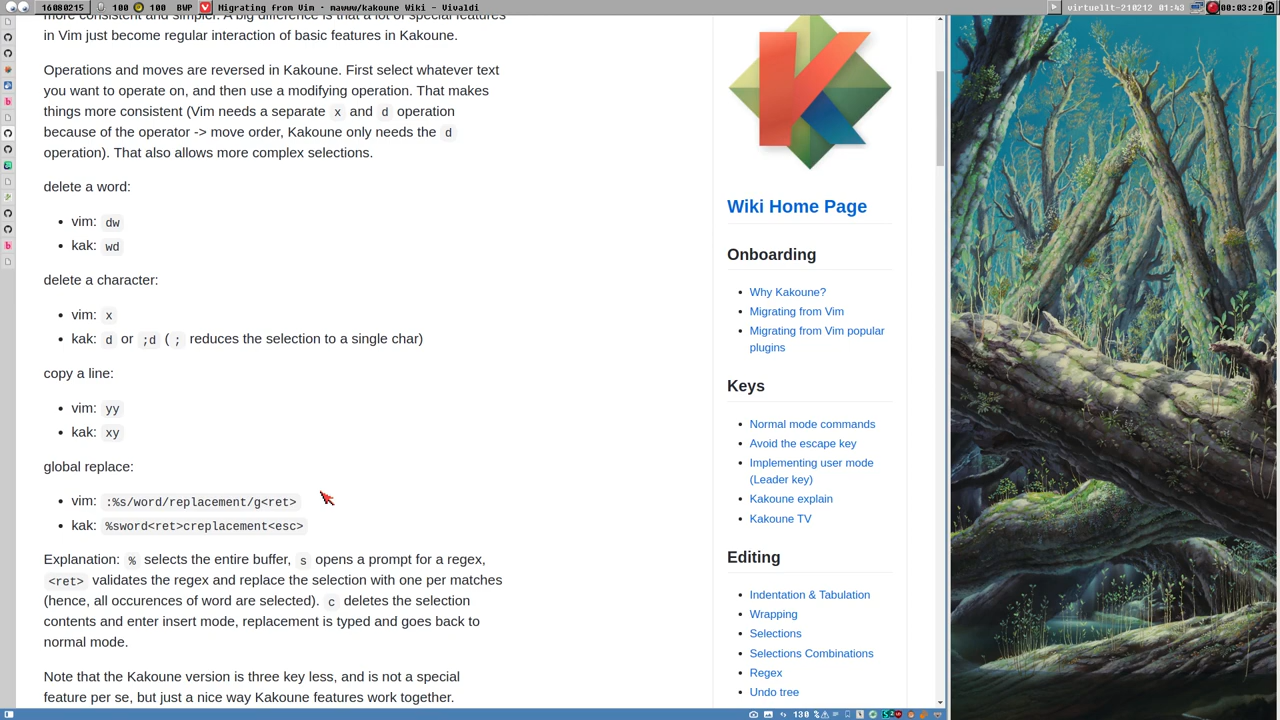 16080215 100 100 BVP Migrating from Vim · mawww/kakoune Wiki - Vivaldi virtuellt-210212 01:43 00:03:20
more consistent and simpler. A big difference is that a lot of special features
in Vim just become regular interaction of basic features in Kakoune.
Operations and moves are reversed in Kakoune. First select whatever text
you want to operate on, and then use a modifying operation. That makes
things more consistent (Vim needs a separate x and d operation
because of the operator -> move order, Kakoune only needs the d
operation). That also allows more complex selections.
delete a word:
• vim: dw
• kak: wd
delete a character:
• vim: x
• kak: d or ;d ( ; reduces the selection to a single char)
copy a line:
• vim: yy
• kak: xy
global replace:
• vim: :%s/word/replacement/g<ret>
• kak: %sword<ret>creplacement<esc>
Explanation: % selects the entire buffer, s opens a prompt for a regex,
<ret> validates the regex and replace the selection with one per matches
(hence, all occurences of word are selected). c deletes the selection
contents and enter insert mode, replacement is typed and goes back to
normal mode.
Note that the Kakoune version is three key less, and is not a special
feature per se, but just a nice way Kakoune features work together.
Wiki Home Page
Onboarding
• Why Kakoune?
• Migrating from Vim
• Migrating from Vim popular
plugins
Keys
• Normal mode commands
• Avoid the escape key
• Implementing user mode
(Leader key)
• Kakoune explain
• Kakoune TV
Editing
• Indentation & Tabulation
• Wrapping
• Selections
• Selections Combinations
• Regex
• Undo tree
130 %